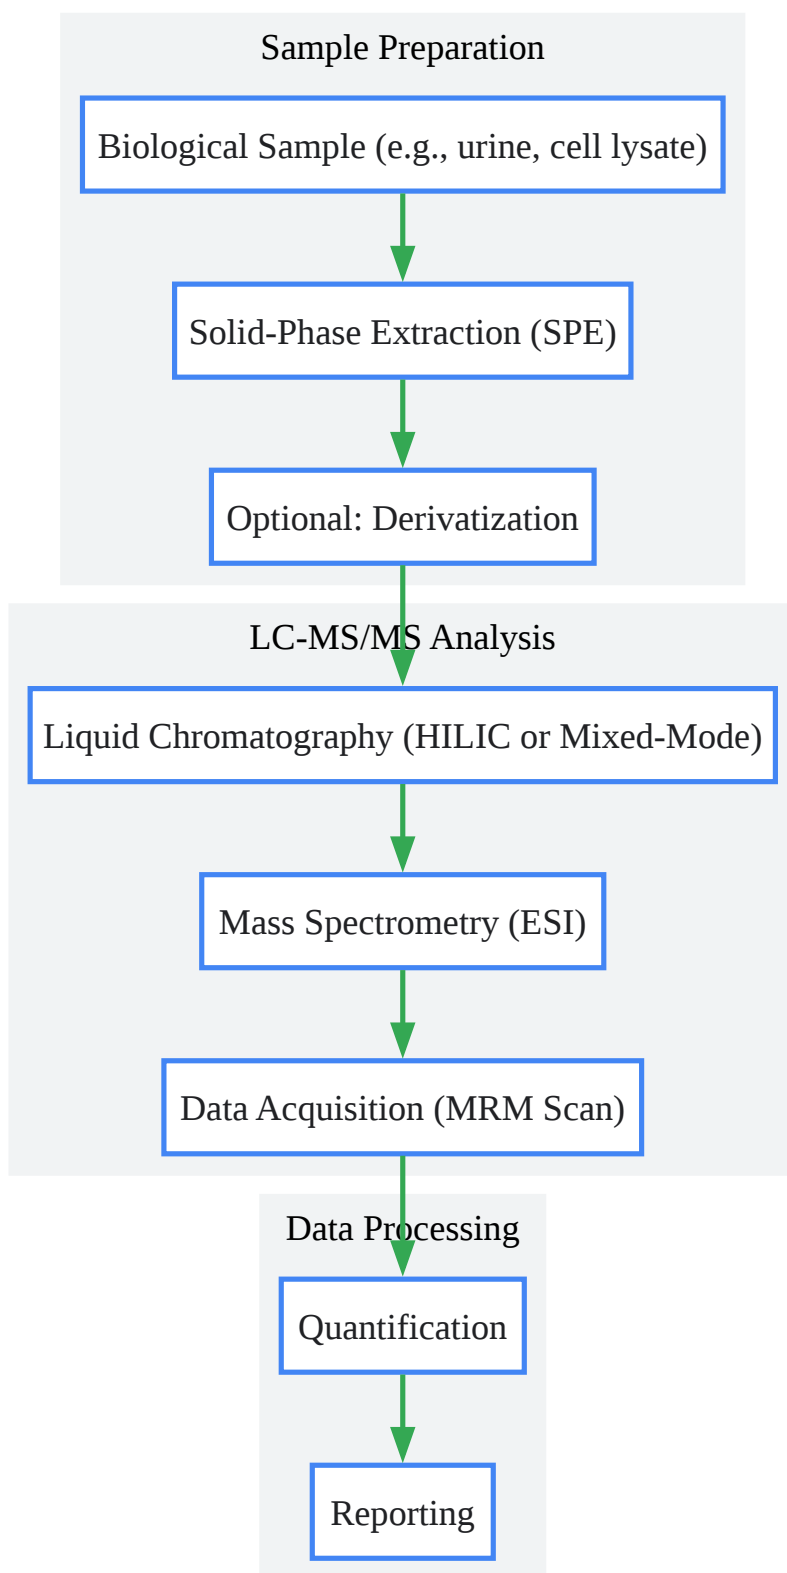 Sample Preparation
Biological Sample (e.g., urine, cell lysate)
Solid-Phase Extraction (SPE)
Optional: Derivatization
LC-MS/MS Analysis
Liquid Chromatography (HILIC or Mixed-Mode)
Mass Spectrometry (ESI)
Data Acquisition (MRM Scan)
Data Processing
Quantification
Reporting